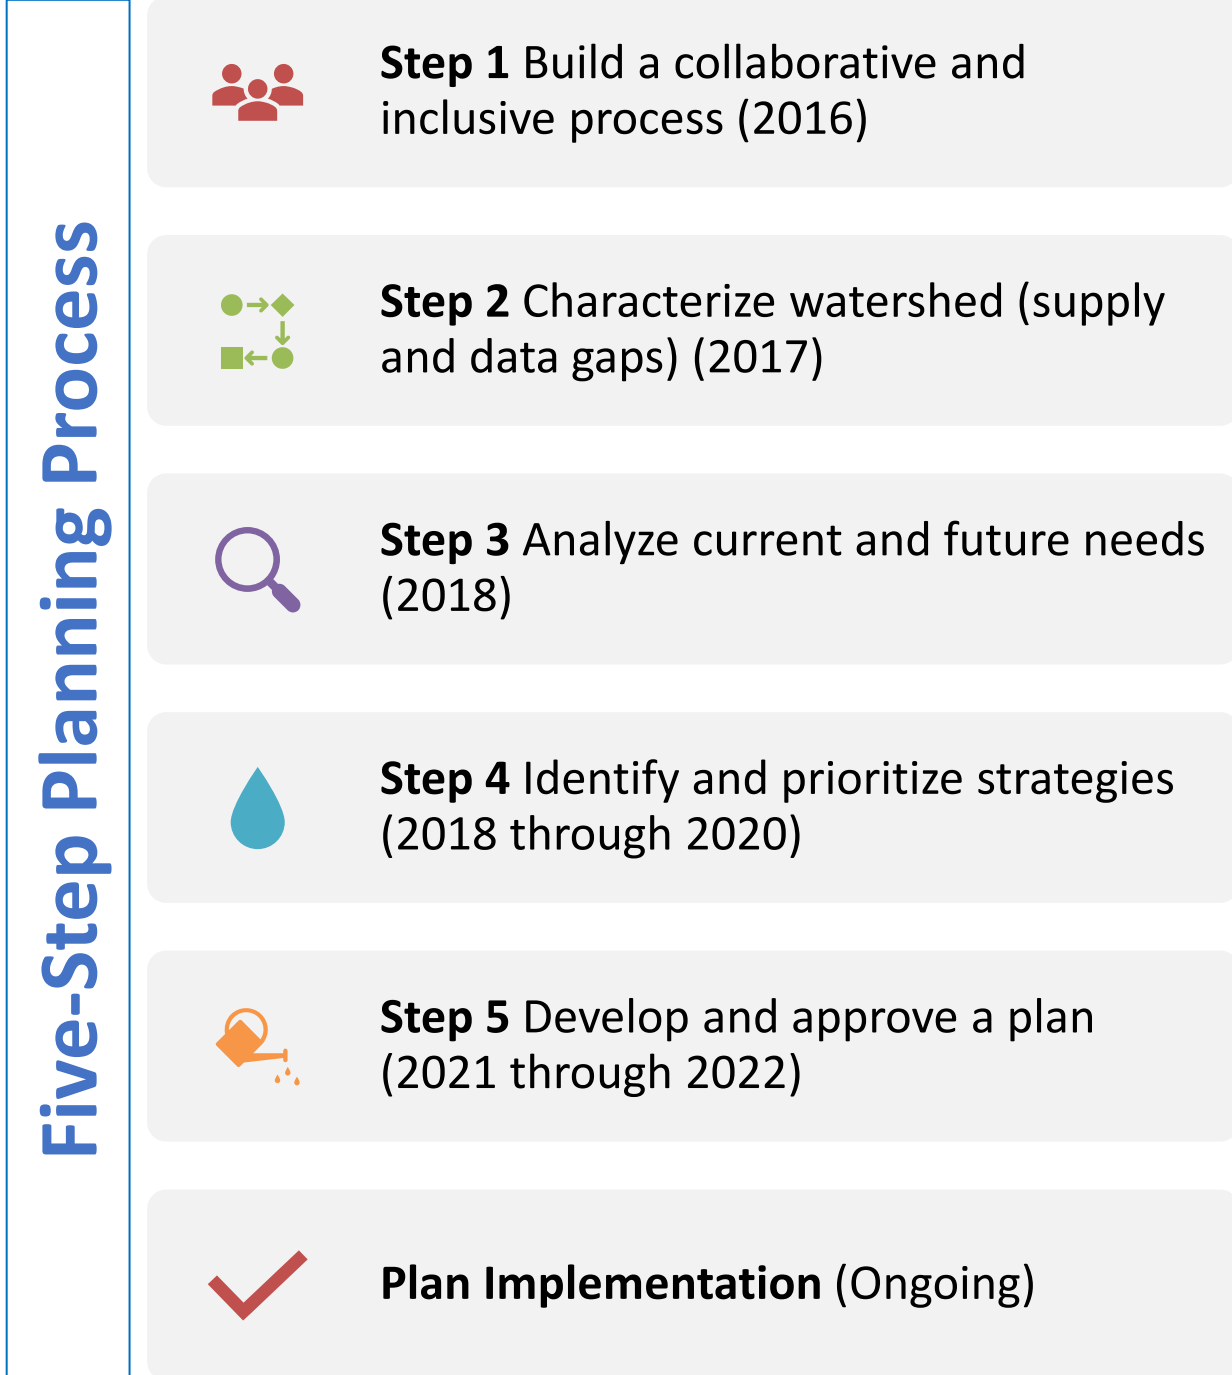 Five-Step Planning Process
Step 1 Build a collaborative and
inclusive process (2016)
Step 2 Characterize watershed (supply
and data gaps) (2017)
Step 3 Analyze current and future needs
(2018)
Step 4 Identify and prioritize strategies
(2018 through 2020)
Step 5 Develop and approve a plan
(2021 through 2022)
Plan Implementation (Ongoing)